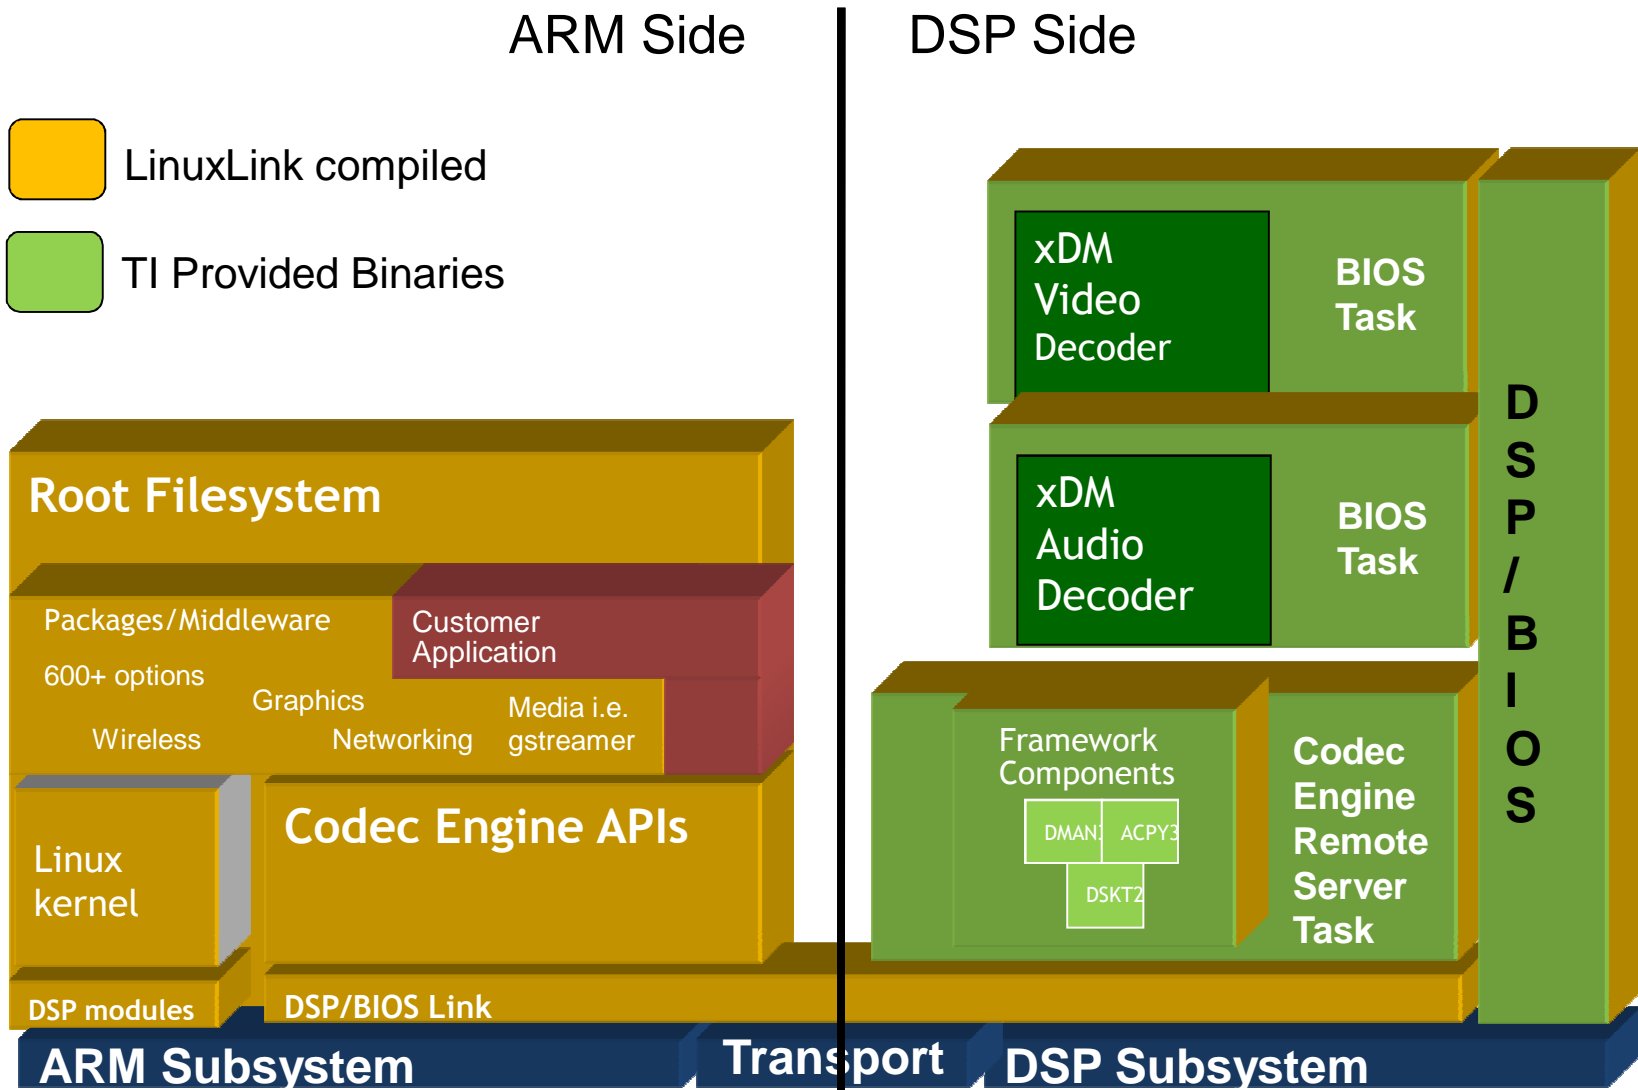 ARM Side
DSP Side
LinuxLink compiled
TI Provided Binaries
Root Filesystem
Packages/Middleware
600+ options
Graphics
Wireless
Networking
Media i.e.
gstreamer
Customer
Application
Linux
kernel
Codec Engine APIs
DSP modules
DSP/BIOS Link
ARM Subsystem
Transport
DSP Subsystem
xDM
Video
Decoder
BIOS
Task
xDM
Audio
Decoder
BIOS
Task
Framework
Components
DMAN3
ACPY3
DSKT2
Codec
Engine
Remote
Server
Task
D
S
P
/
B
I
O
S